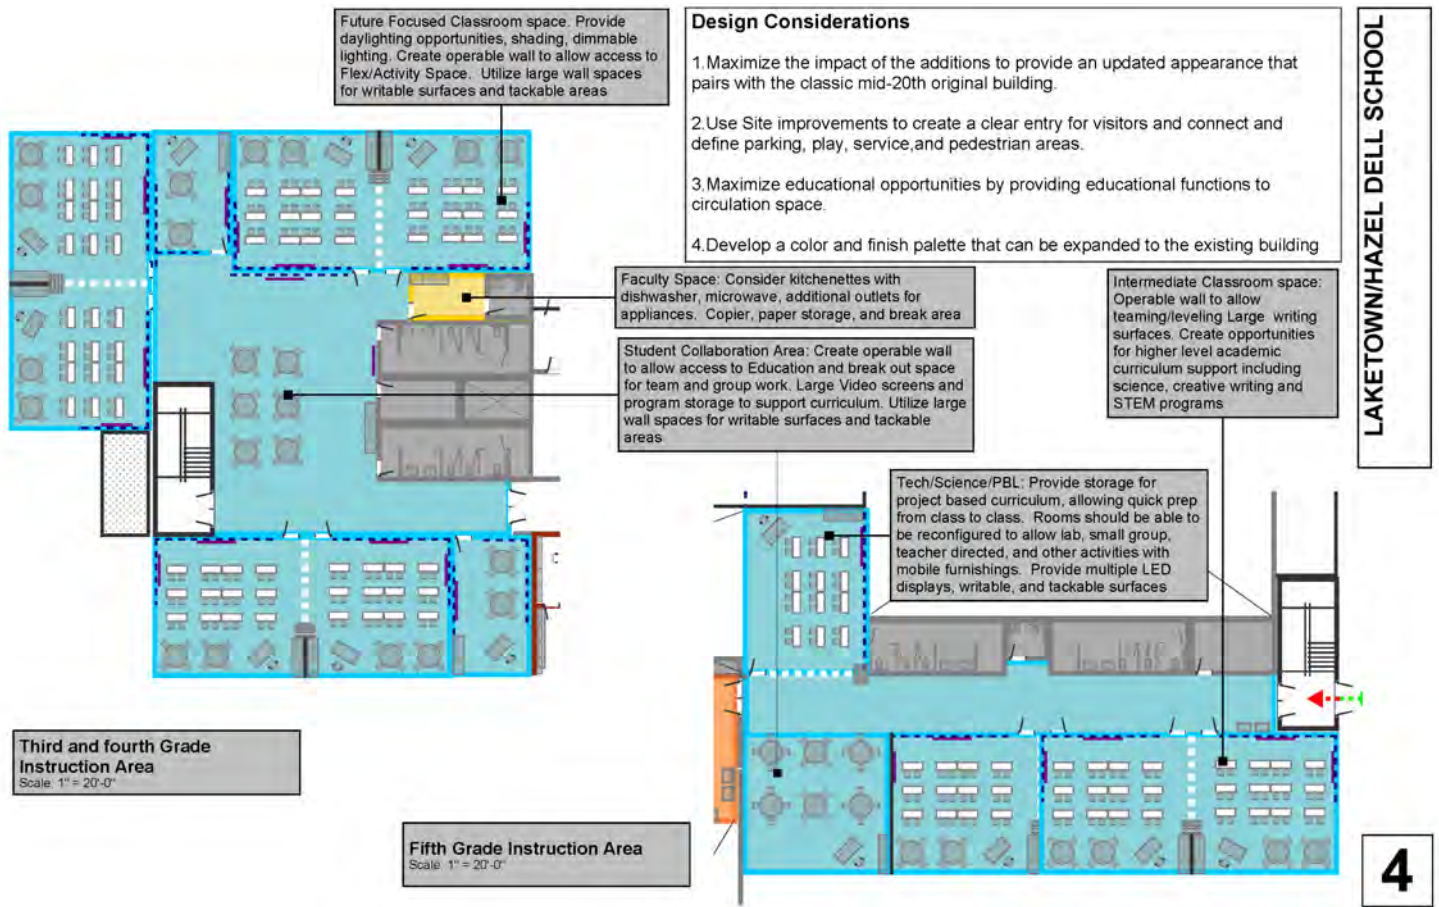 Future Focused Classroom space. Provide
daylighting opportunities, shading, dimmable
lighting. Create operable wall to allow access to
Flex/Activity Space. Utilize large wall spaces
for writable surfaces and tackable areas
Design Considerations
1.Maximize the impact of the additions to provide an updated appearance that
pairs with the classic mid-20th original building.
2.Use Site improvements to create a clear entry for visitors and connect and
define parking, play, service,and pedestrian areas.
3.Maximize educational opportunities by providing educational functions to
circulation space.
4.Develop a color and finish palette that can be expanded to the existing building
LAKETOWN/HAZEL DELL SCHOOL
Faculty Space: Consider kitchenettes with
dishwasher, microwave, additional outlets for
appliances. Copier, paper storage, and break area
Intermediate Classroom space:
Operable wall to allow
teaming/leveling Large writing
surfaces. Create opportunities
for higher level academic
curriculum support including
science, creative writing and
STEM programs
Student Collaboration Area: Create operable wall
to allow access to Education and break out space
for team and group work. Large Video screens and
program storage to support curriculum. Utilize large
wall spaces for writable surfaces and tackable
areas
Tech/Science/PBL: Provide storage for
project based curriculum, allowing quick prep
from class to class. Rooms should be able to
be reconfigured to allow lab, small group,
teacher directed, and other activities with
mobile furnishings. Provide multiple LED
displays, writable, and tackable surfaces
Third and fourth Grade
Instruction Area
Scale: 1" = 20'-0"
Fifth Grade Instruction Area
Scale: 1" = 20'-0"
4